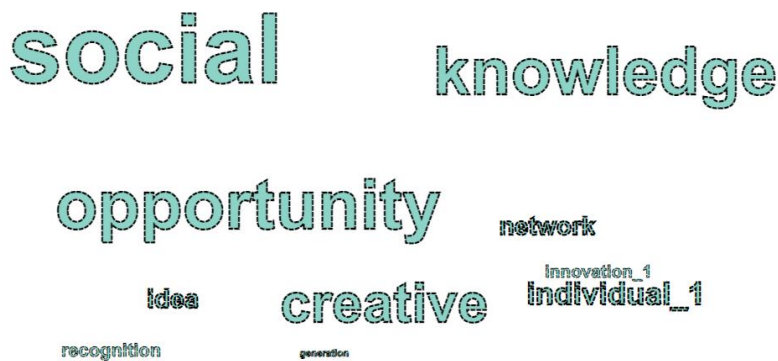 social
knowledge
opportunity
network
innovation_1
individual_1
idea
creative
recognition
generation